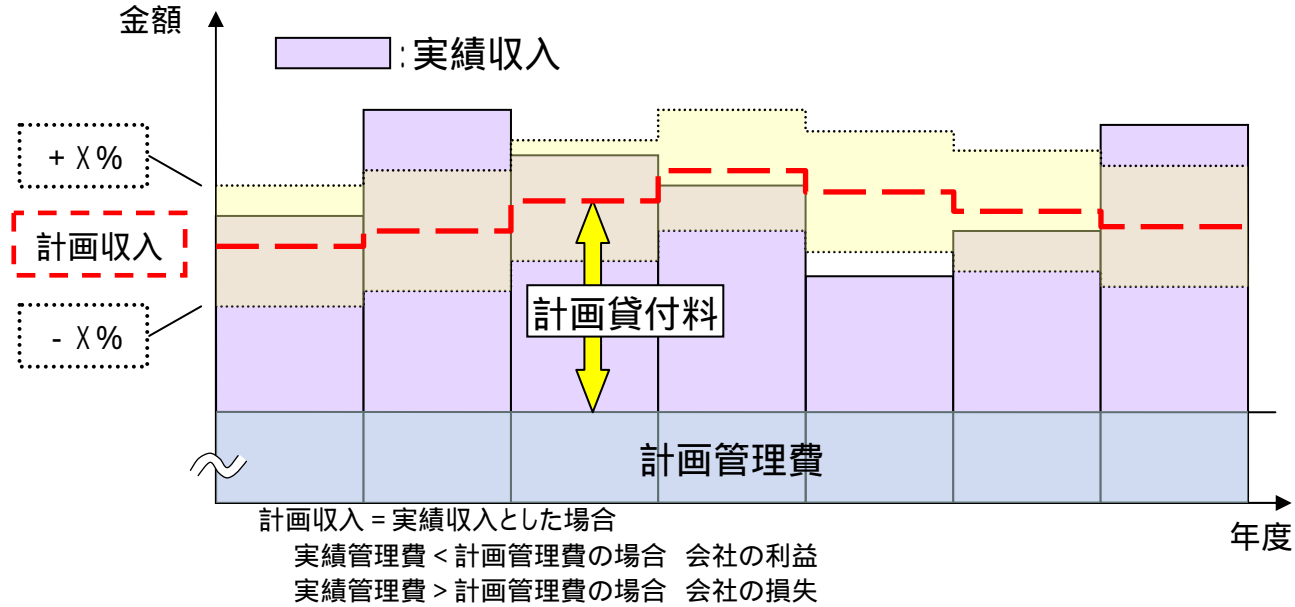 金額
:実績収入
+X%
計画収入
-X%
計画貸付料
計画管理費
年度
計画収入=実績収入とした場合
実績管理費<計画管理費の場合 会社の利益
実績管理費>計画管理費の場合 会社の損失